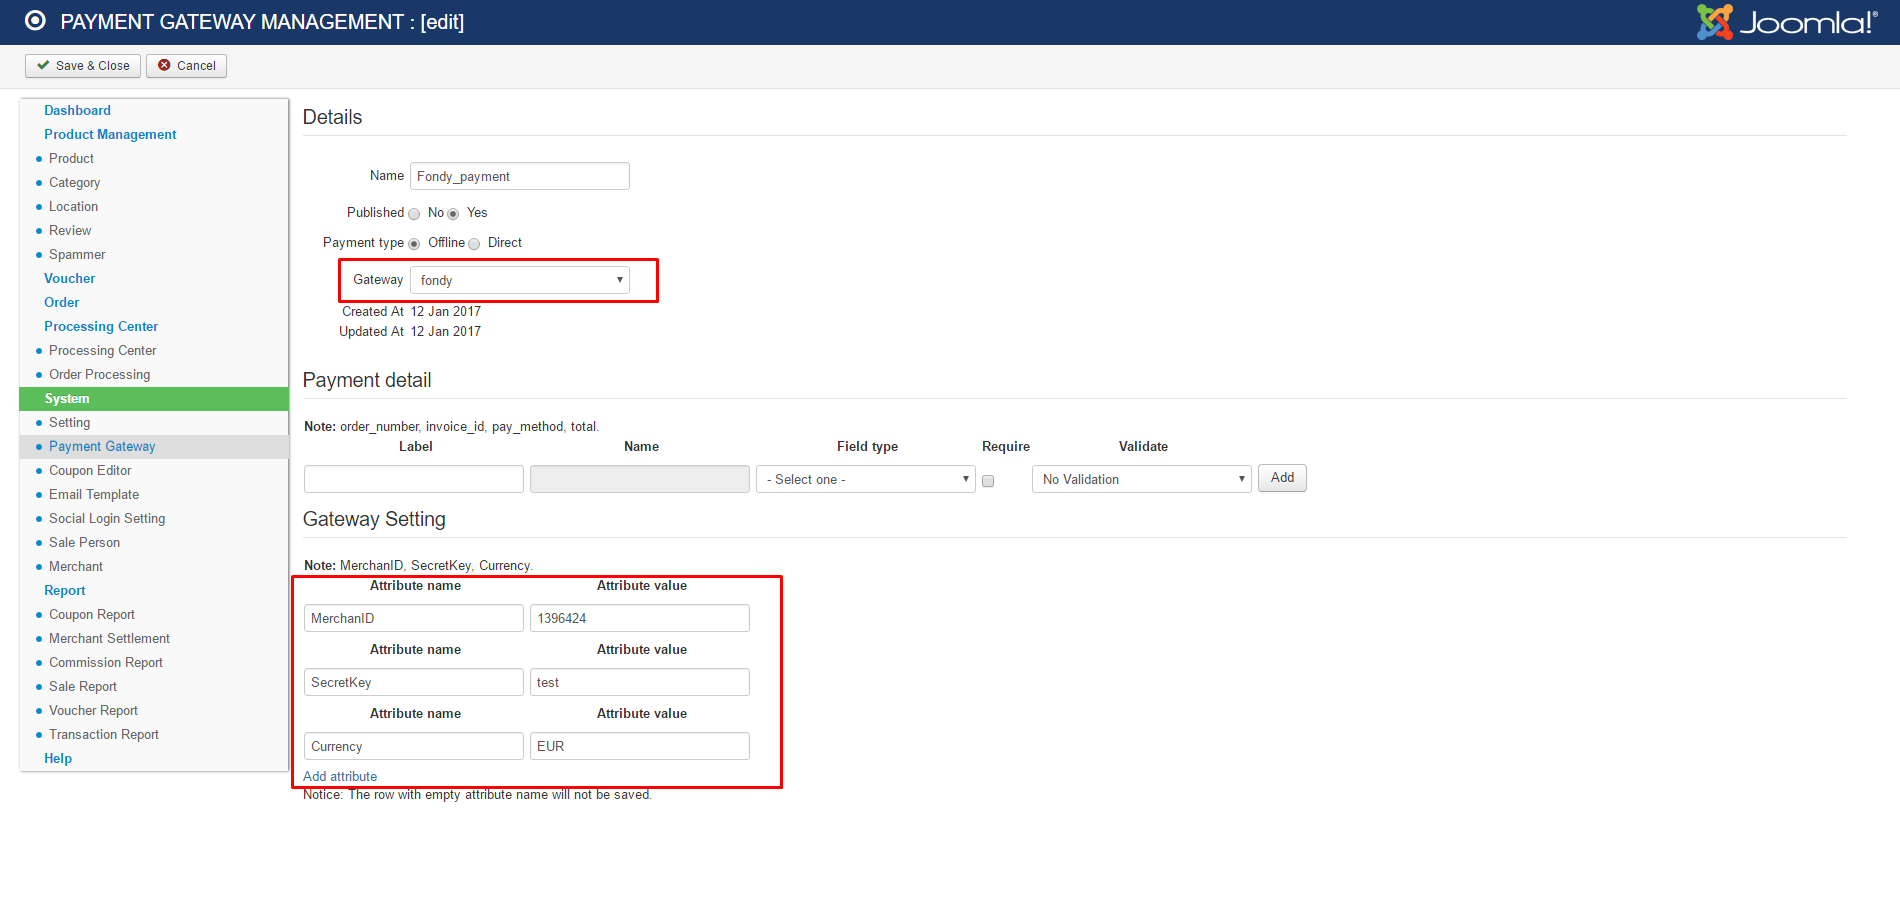 PAYMENT GATEWAY MANAGEMENT : [edit]
Joomla!®
Save & Close
Cancel
Dashboard
Product Management
Product
Category
Location
Review
Spammer
Voucher
Order
Processing Center
Processing Center
Order Processing
System
Setting
Payment Gateway
Coupon Editor
Email Template
Social Login Setting
Sale Person
Merchant
Report
Coupon Report
Merchant Settlement
Commission Report
Sale Report
Voucher Report
Transaction Report
Help
Details
Name Fondy_payment
Published No Yes
Payment type Offline Direct
Gateway fondy
Created At 12 Jan 2017
Updated At 12 Jan 2017
Payment detail
Note: order_number, invoice_id, pay_method, total.
Label Name Field type Require Validate
- Select one - No Validation Add
Gateway Setting
Note: MerchanID, SecretKey, Currency.
Attribute name Attribute value
MerchanID 1396424
Attribute name Attribute value
SecretKey test
Attribute name Attribute value
Currency EUR
Add attribute
Notice: The row with empty attribute name will not be saved.